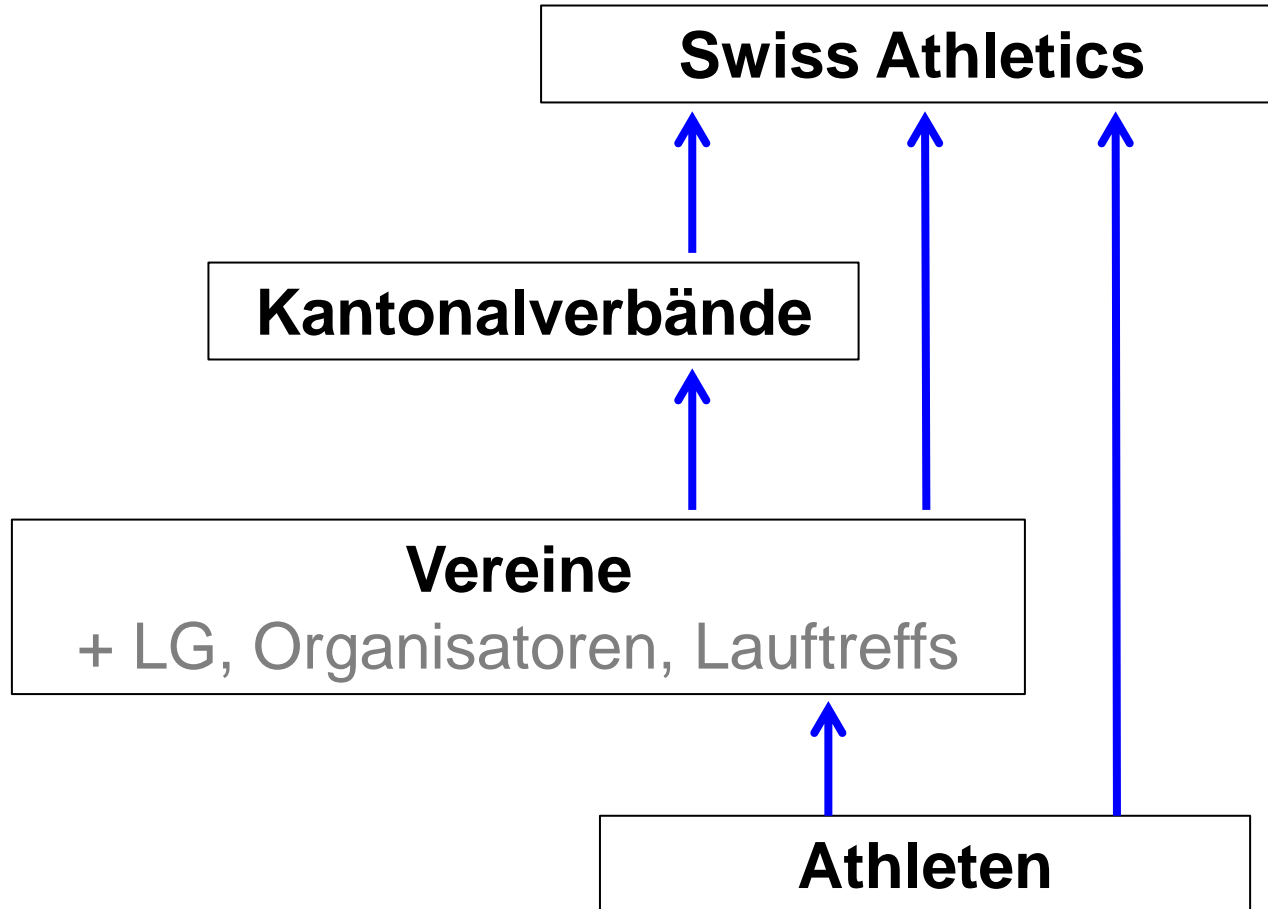 Swiss Athletics
Kantonalverbände
Vereine
+ LG, Organisatoren, Lauftreffs
Athleten